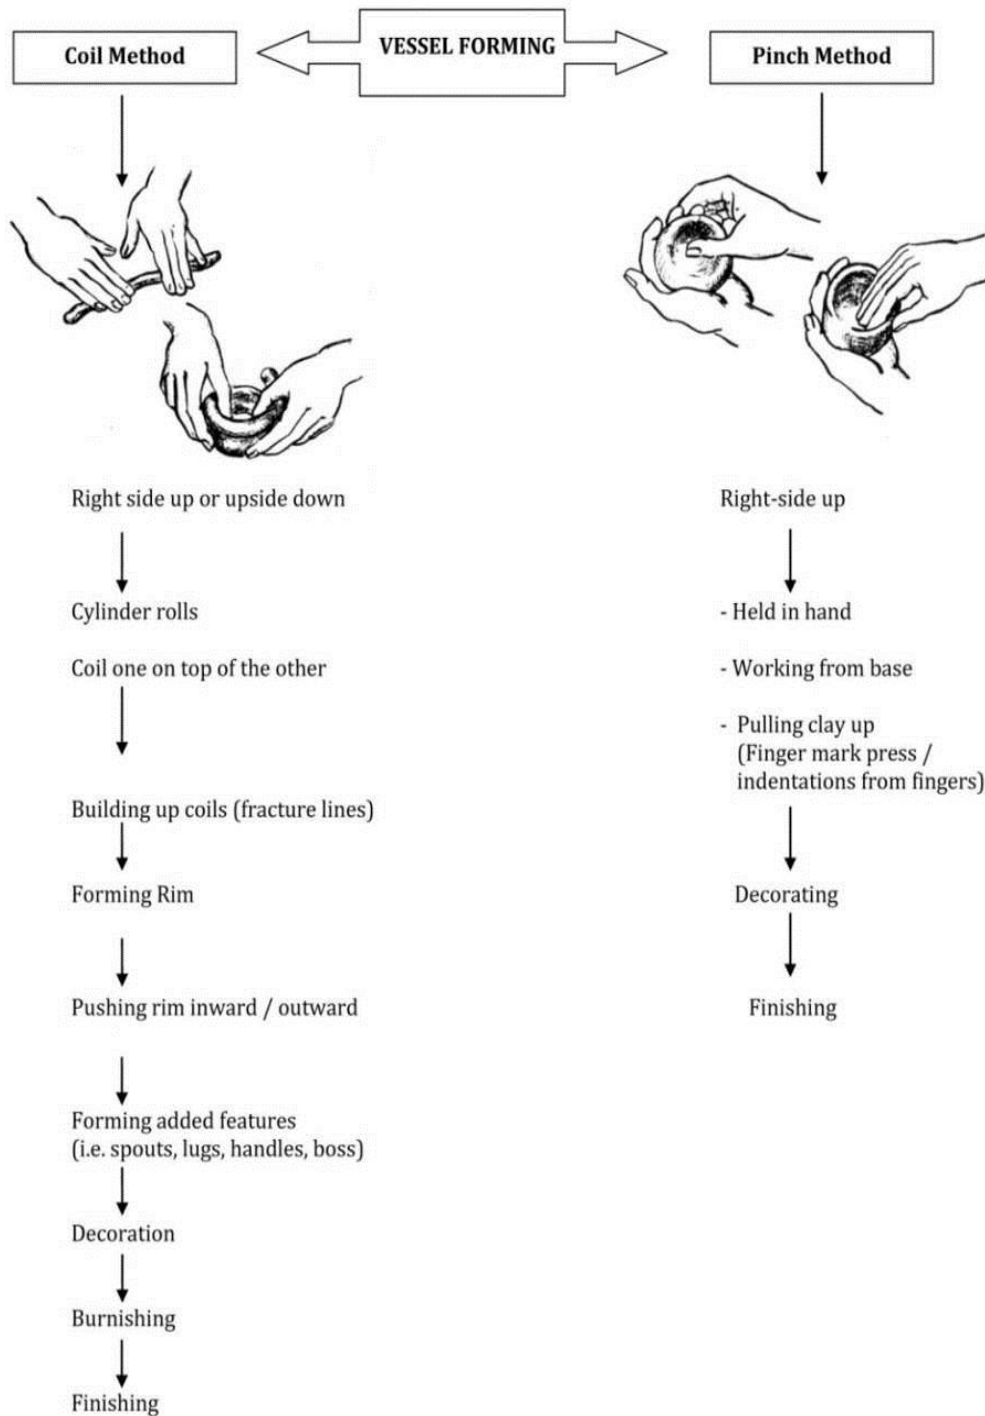 VESSEL FORMING
Coil Method
Right side up or upside down
Cylinder rolls
Coil one on top of the other
Building up coils (fracture lines)
Forming Rim
Pushing rim inward / outward
Forming added features
(i.e. spouts, lugs, handles, boss)
Decoration
Burnishing
Finishing
Pinch Method
Right-side up
- Held in hand
- Working from base
- Pulling clay up
(Finger mark press /
indentations from fingers)
Decorating
Finishing